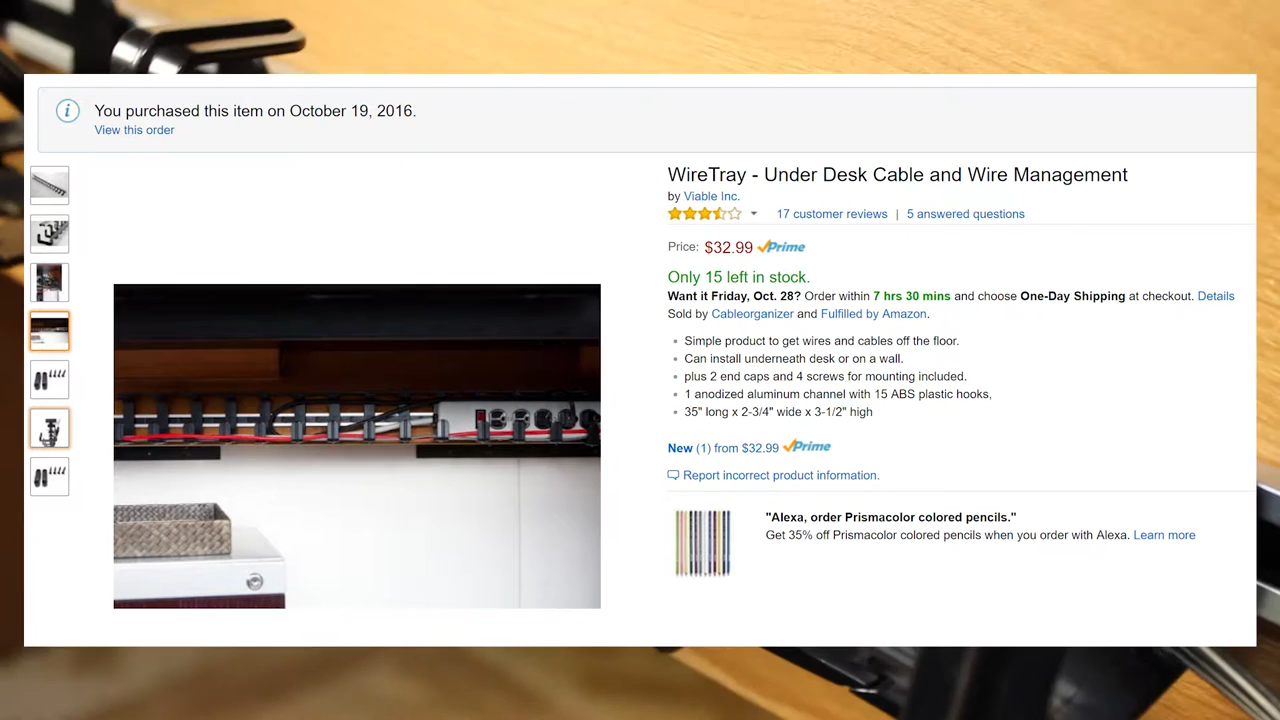 You purchased this item on October 19, 2016.
View this order
WireTray - Under Desk Cable and Wire Management
by Viable Inc.
17 customer reviews | 5 answered questions
Price: $32.99 Prime
Only 15 left in stock.
Want it Friday, Oct. 28? Order within 7 hrs 30 mins and choose One-Day Shipping at checkout. Details
Sold by Cableorganizer and Fulfilled by Amazon.
Simple product to get wires and cables off the floor.
Can install underneath desk or on a wall.
plus 2 end caps and 4 screws for mounting included.
1 anodized aluminum channel with 15 ABS plastic hooks,
35" long x 2-3/4" wide x 3-1/2" high
New (1) from $32.99 Prime
Report incorrect product information.
"Alexa, order Prismacolor colored pencils."
Get 35% off Prismacolor colored pencils when you order with Alexa. Learn more